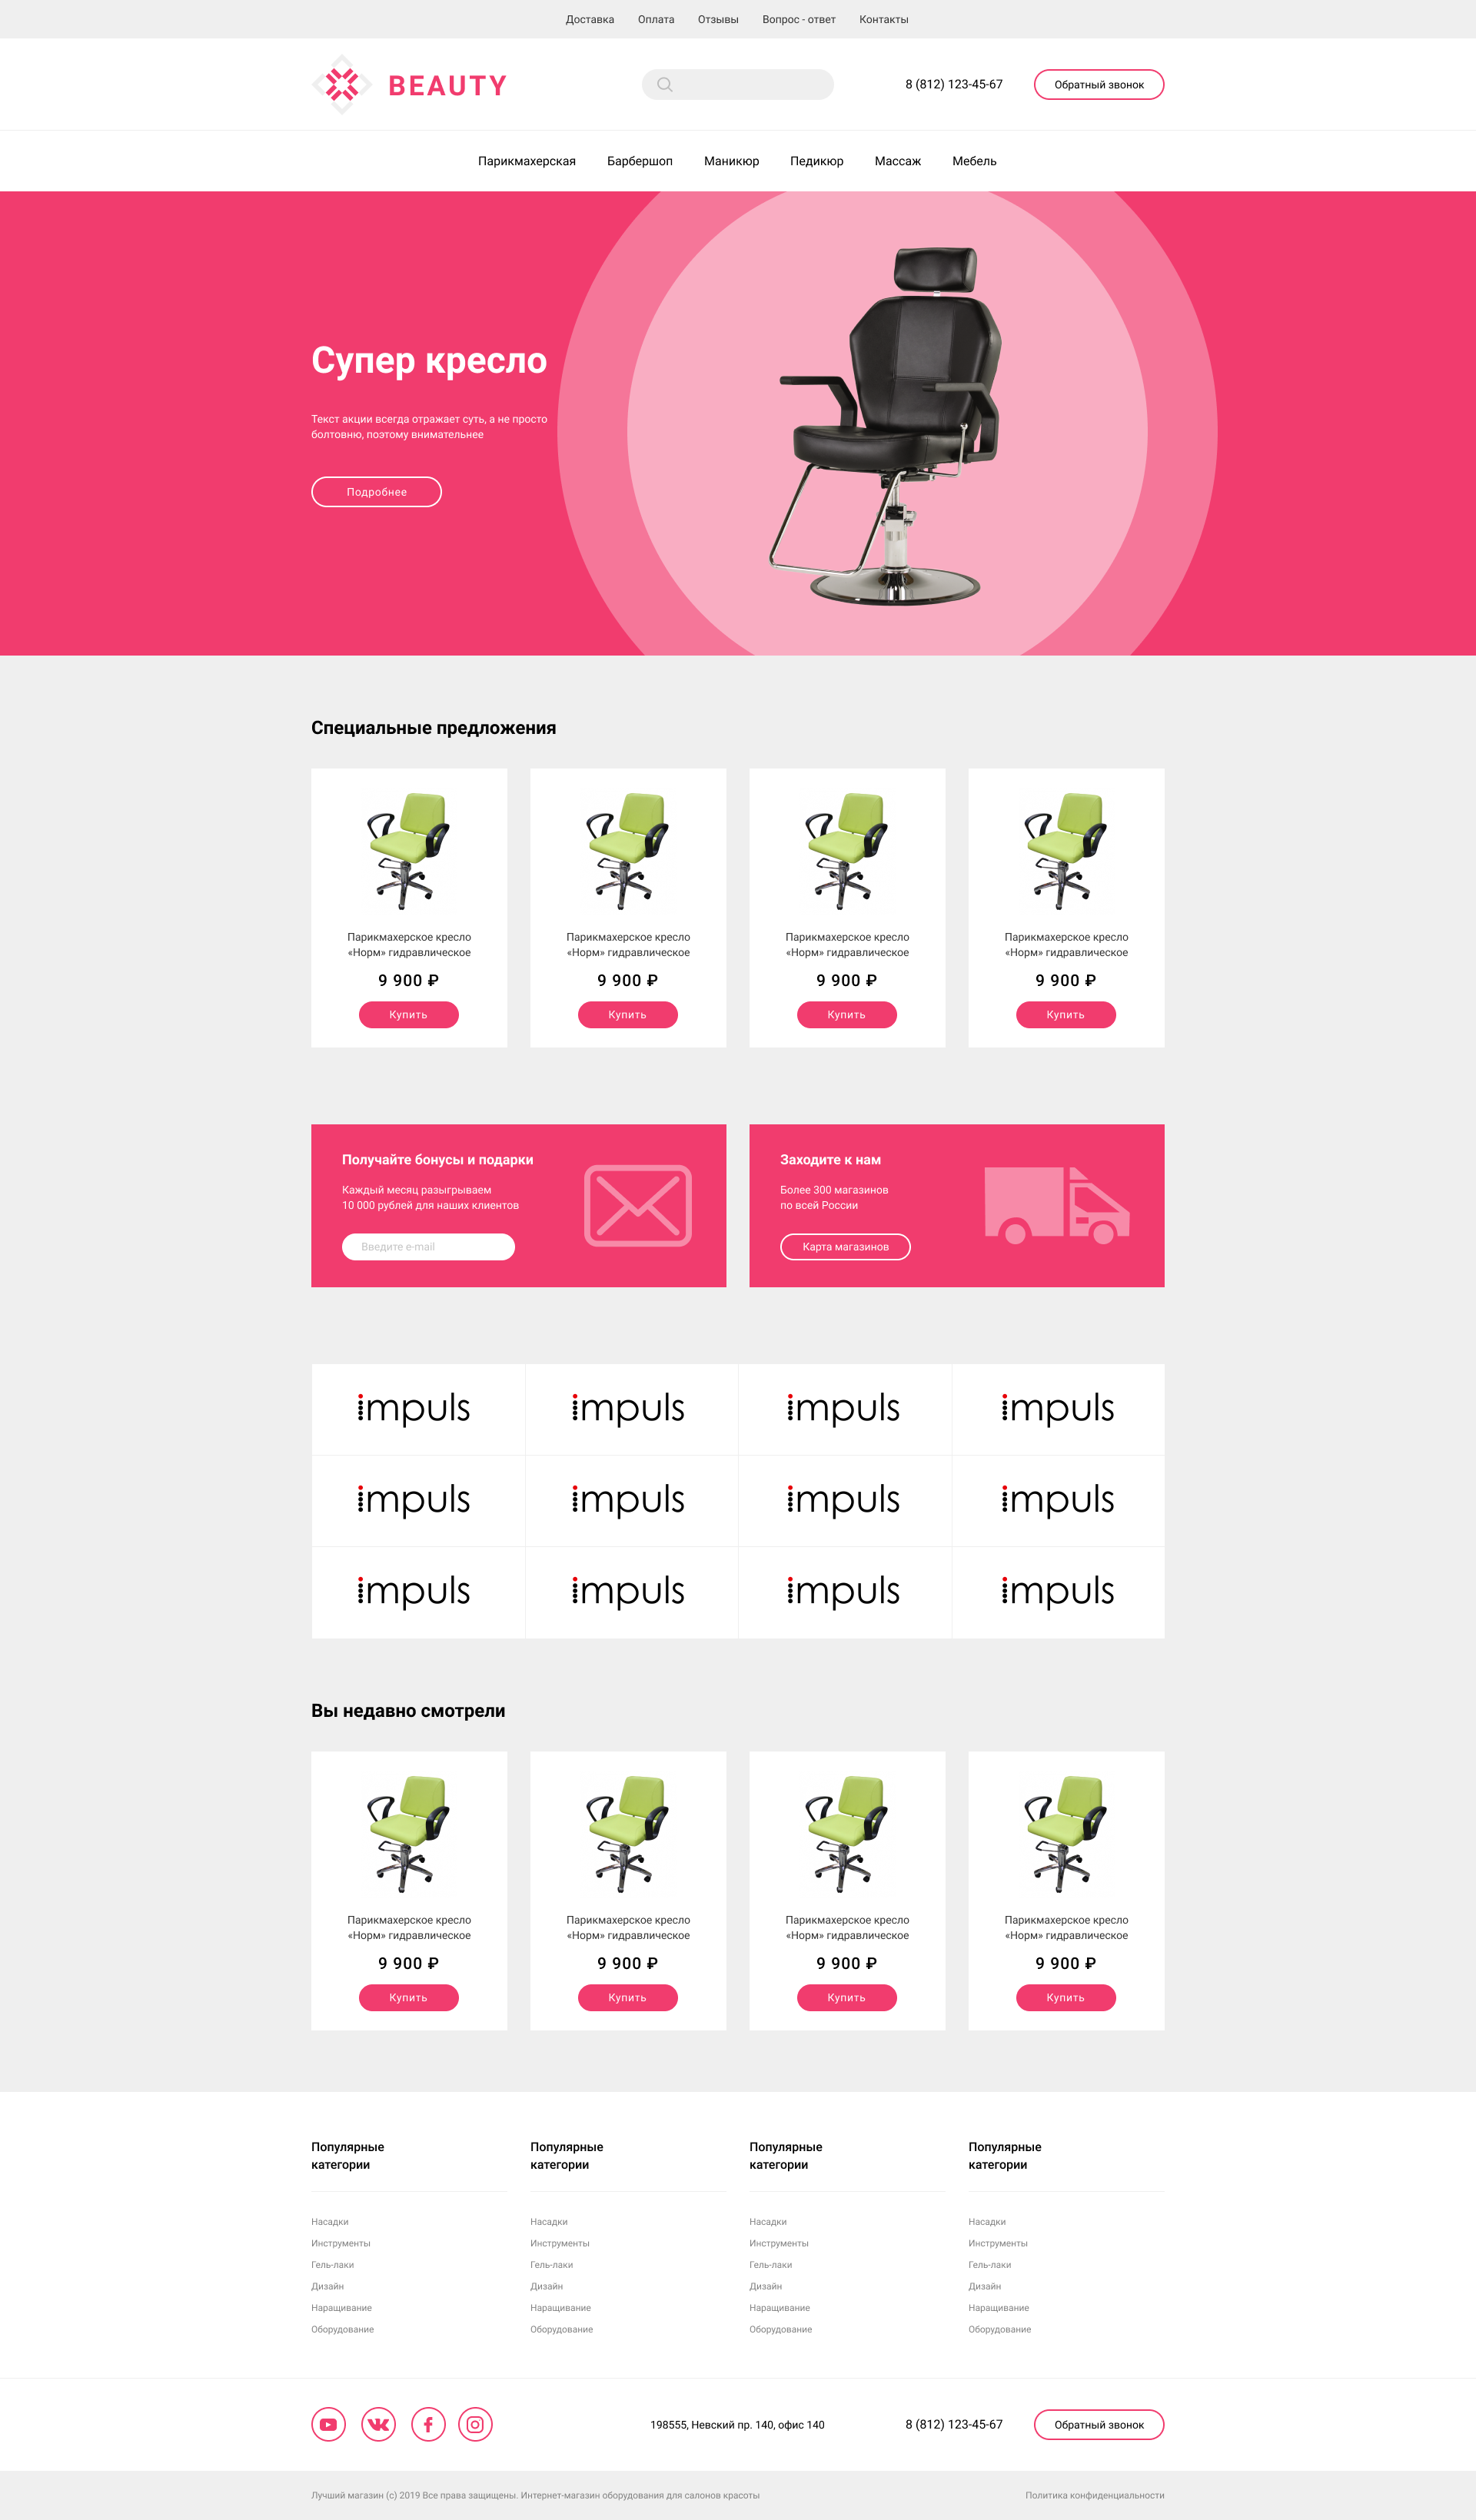 Доставка Оплата Отзывы Вопрос - ответ Контакты
BEAUTY 8 (812) 123-45-67 Обратный звонок
Парикмахерская Барбершоп Маникюр Педикюр Массаж Мебель
Супер кресло
Текст акции всегда отражает суть, а не просто
болтовню, поэтому внимательнее
Подробнее
Специальные предложения
Парикмахерское кресло Парикмахерское кресло Парикмахерское кресло Парикмахерское кресло
«Норм» гидравлическое «Норм» гидравлическое «Норм» гидравлическое «Норм» гидравлическое
9 900 ₽ 9 900 ₽ 9 900 ₽ 9 900 ₽
Купить Купить Купить Купить
Получайте бонусы и подарки
Каждый месяц разыгрываем
10 000 рублей для наших клиентов
Введите e-mail
Заходите к нам
Более 300 магазинов
по всей России
Карта магазинов
impuls impuls impuls impuls
impuls impuls impuls impuls
impuls impuls impuls impuls
Вы недавно смотрели
Парикмахерское кресло Парикмахерское кресло Парикмахерское кресло Парикмахерское кресло
«Норм» гидравлическое «Норм» гидравлическое «Норм» гидравлическое «Норм» гидравлическое
9 900 ₽ 9 900 ₽ 9 900 ₽ 9 900 ₽
Купить Купить Купить Купить
Популярные Популярные Популярные Популярные
категории категории категории категории
Насадки Насадки Насадки Насадки
Инструменты Инструменты Инструменты Инструменты
Гель-лаки Гель-лаки Гель-лаки Гель-лаки
Дизайн Дизайн Дизайн Дизайн
Наращивание Наращивание Наращивание Наращивание
Оборудование Оборудование Оборудование Оборудование
198555, Невский пр. 140, офис 140 8 (812) 123-45-67 Обратный звонок
Лучший магазин (c) 2019 Все права защищены. Интернет-магазин оборудования для салонов красоты Политика конфиденциальности